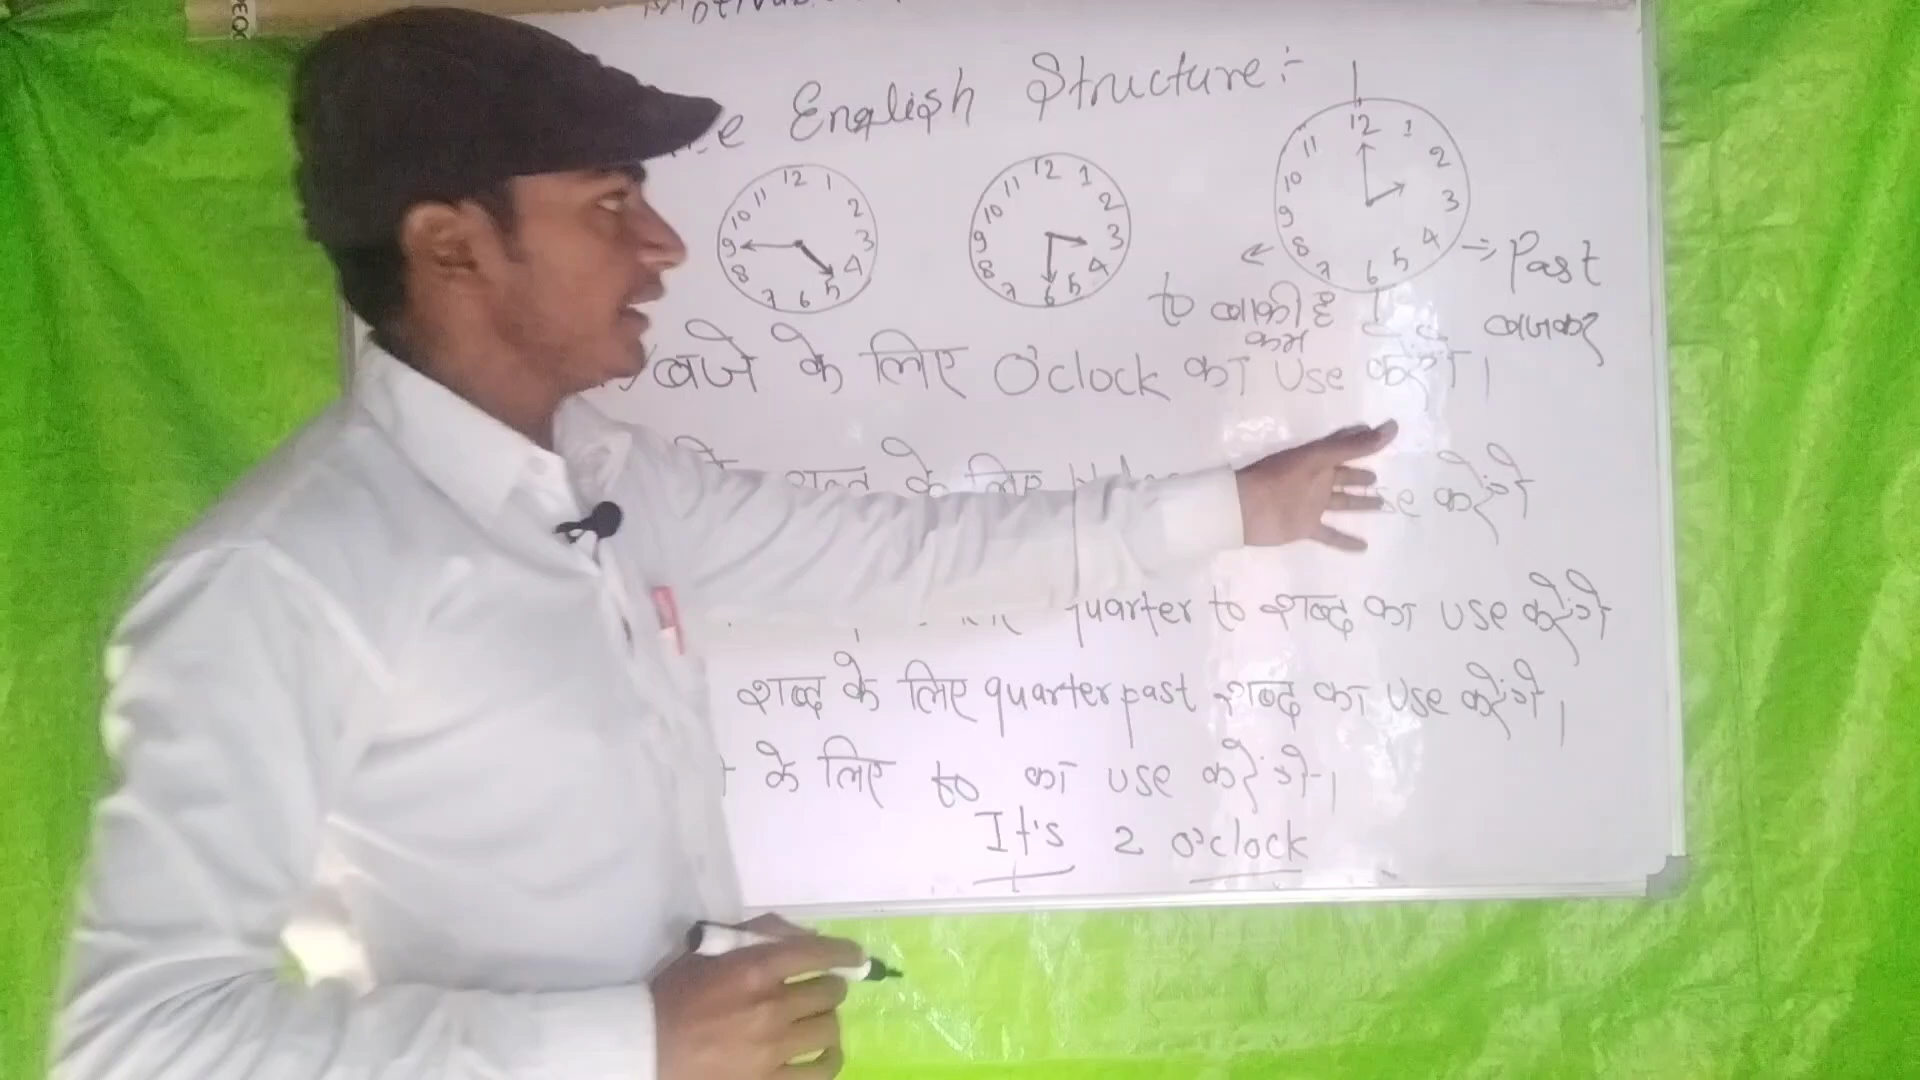 English Structure :-
12 1 2 3 4 5 6 7 8 9 10 11
12 1 2 3 4 5 6 7 8 9 10 11
12 1 2 3 4 5 6 7 8 9 10 11
Past
to बाकी है
बजकर
कम
बजे के लिए O'clock का use करेंगे।
शब्द के लिए use करेंगे
quarter to शब्द का use करेंगे
शब्द के लिए quarter past शब्द का use करेंगे।
के लिए to का use करेंगे।
It's 2 o'clock